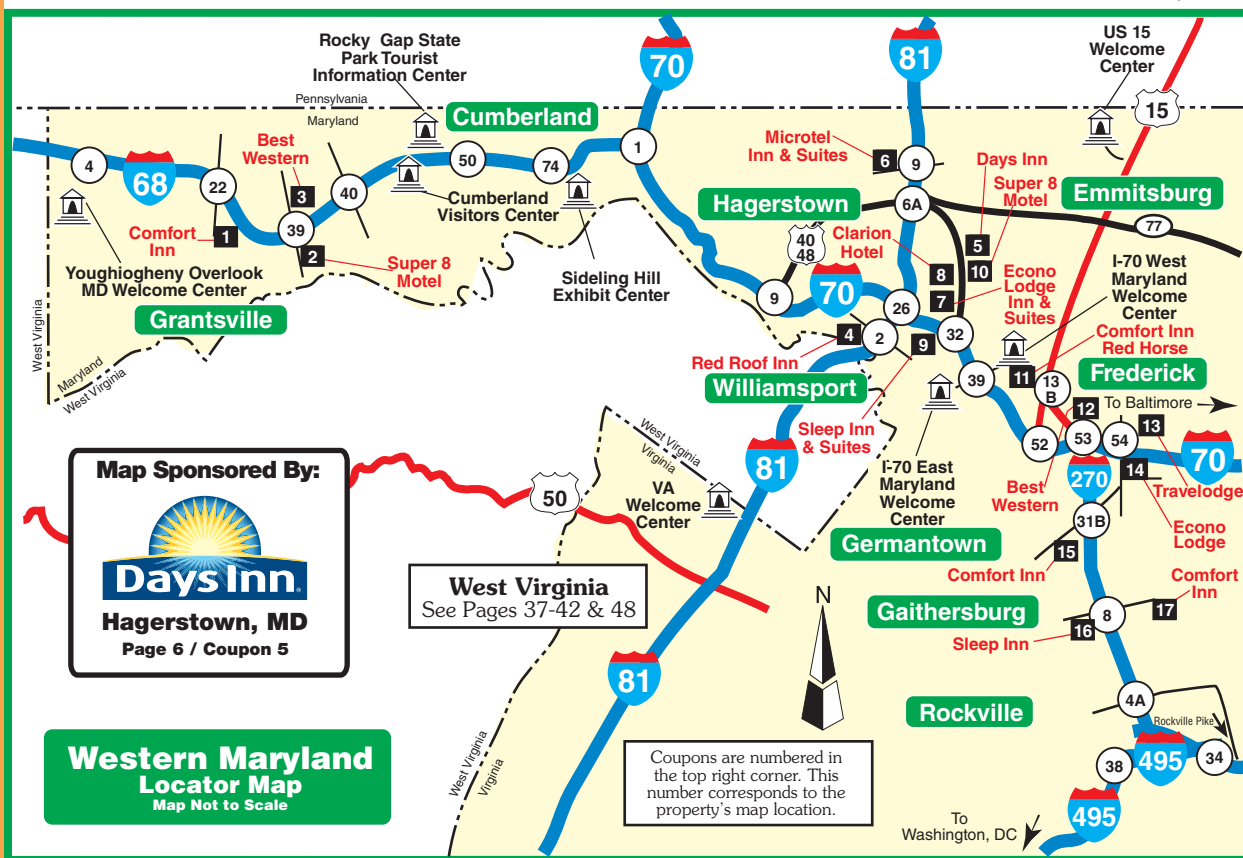 Rocky Gap State
Park Tourist
Information Center
Pennsylvania
Maryland
70
81
US 15
Welcome
Center
15
Cumberland
4
68
22
Best
Western
3
39
40
50
74
1
Cumberland
Visitors Center
Comfort
Inn
1
2
Super 8
Motel
Youghiogheny Overlook
MD Welcome Center
Grantsville
Sideling Hill
Exhibit Center
West Virginia
Maryland
West Virginia
Microtel
Inn & Suites
6
9
6A
Days Inn
Super 8
Motel
Emmitsburg
77
Hagerstown
40
48
Clarion
Hotel
5
8
10
7
Econo
Lodge
Inn &
Suites
I-70 West
Maryland
Welcome
Center
9
70
26
4
2
9
32
Red Roof Inn
Williamsport
Comfort Inn
Red Horse
11
39
13
B
Frederick
To Baltimore
12
52
53
54
13
70
Travelodge
Sleep Inn
& Suites
I-70 East
Maryland
Welcome
Center
Best
Western
270
14
Econo
Lodge
31B
Germantown
15
Comfort Inn
Comfort
Inn
17
Gaithersburg
8
16
Sleep Inn
West Virginia
Virginia
81
50
VA
Welcome
Center
West Virginia
See Pages 37-42 & 48
81
N
Map Sponsored By:
Days Inn®
Hagerstown, MD
Page 6 / Coupon 5
Western Maryland
Locator Map
Map Not to Scale
West Virginia
Virginia
Coupons are numbered in
the top right corner. This
number corresponds to the
property's map location.
Rockville
4A
Rockville Pike
38
495
34
495
To
Washington, DC